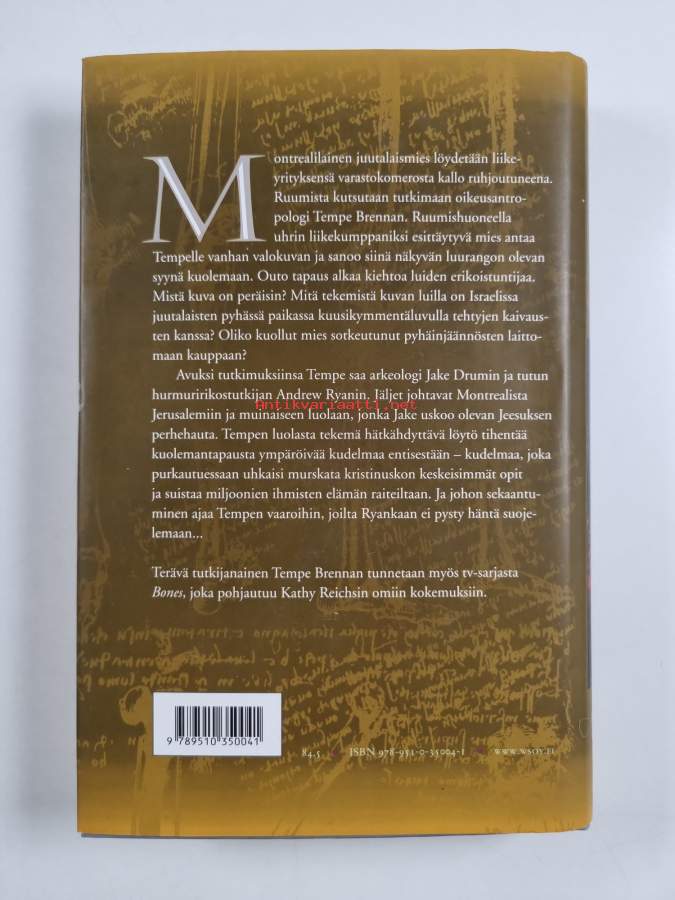 Montrealilainen juutalaismies löydetään liike-
yrityksensä varastokomerosta kallo ruhjoutuneena.
Ruumista kutsutaan tutkimaan oikeusantro-
pologi Tempe Brennan. Ruumishuoneella
uhrin liikekumppaniksi esittäytyvä mies antaa
Tempelle vanhan valokuvan ja sanoo siinä näkyvän luurangon olevan
syynä kuolemaan. Outo tapaus alkaa kiehtoa luiden erikoistuntijaa.
Mistä kuva on peräisin? Mitä tekemistä kuvan luilla on Israelissa
juutalaisten pyhässä paikassa kuusikymmentäluvulla tehtyjen kaivaus-
ten kanssa? Oliko kuollut mies sotkeutunut pyhäinjäännösten laitto-
maan kauppaan?
Avuksi tutkimuksiinsa Tempe saa arkeologi Jake Drumin ja tutun
hurmuririkostutkijan Andrew Ryanin. Jäljet johtavat Montrealista
Antikvariaatti.net
Jerusalemiin ja muinaiseen luolaan, jonka Jake uskoo olevan Jeesuksen
perhehauta. Tempen luolasta tekemä hätkähdyttävä löytö tihentää
kuolemantapausta ympäröivää kudelmaa entisestään – kudelmaa, joka
purkautuessaan uhkaisi murskata kristinuskon keskeisimmät opit
ja suistaa miljoonien ihmisten elämän raiteiltaan. Ja johon sekaantu-
minen ajaa Tempen vaaroihin, joilta Ryankaan ei pysty häntä suoje-
lemaan...
Terävä tutkijanainen Tempe Brennan tunnetaan myös tv-sarjasta
Bones, joka pohjautuu Kathy Reichsin omiin kokemuksiin.
9 789510 350041
84.5 ISBN 978-951-0-35004-1 WWW.WSOY.FI